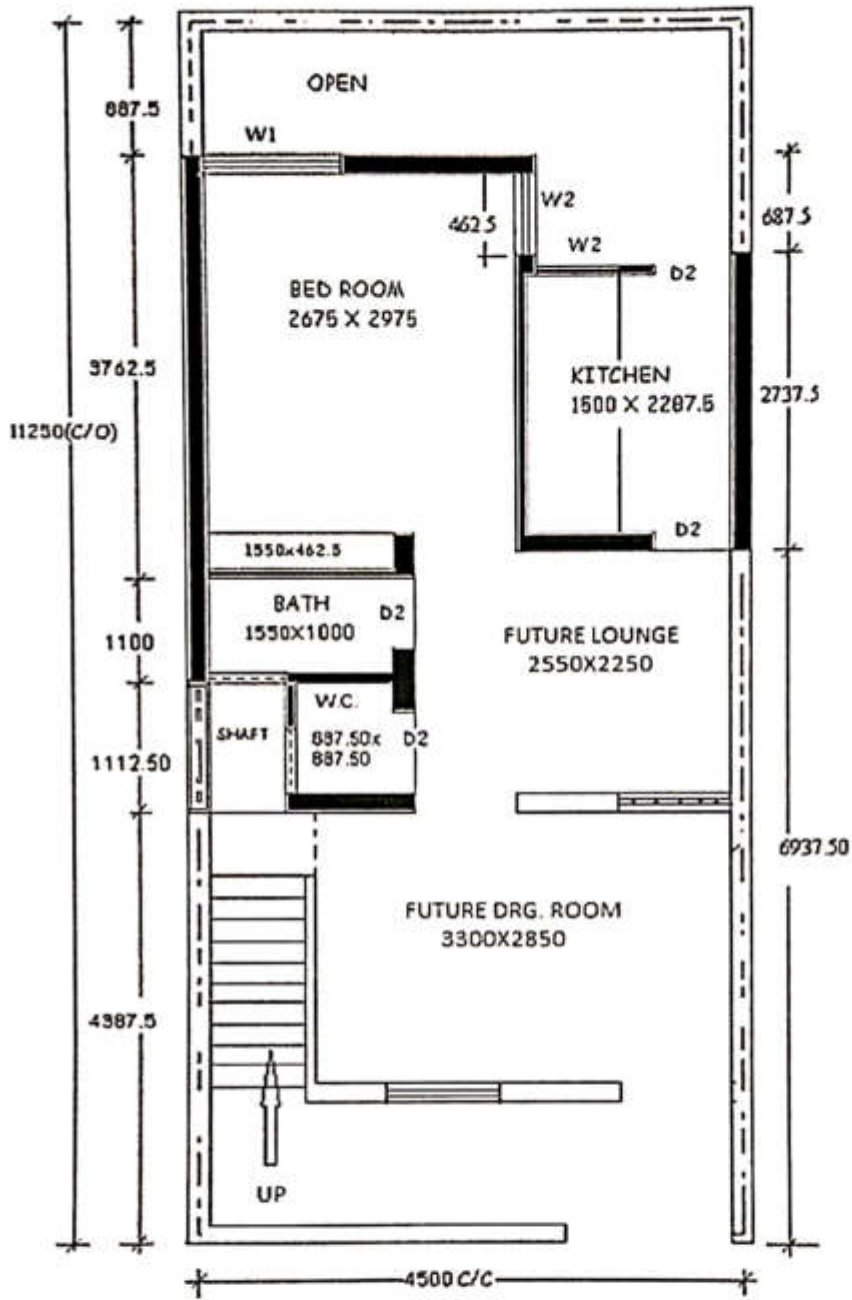 OPEN
887.5
W1
W2
462.5
W2
687.5
D2
BED ROOM
2675 X 2975
KITCHEN
1500 X 2287.5
3762.5
2737.5
11250(C/O)
D2
1550x462.5
BATH
1550X1000
D2
1100
FUTURE LOUNGE
2550X2250
W.C.
887.50x
887.50
D2
SHAFT
1112.50
6937.50
FUTURE DRG. ROOM
3300X2850
4387.5
UP
4500 C/C